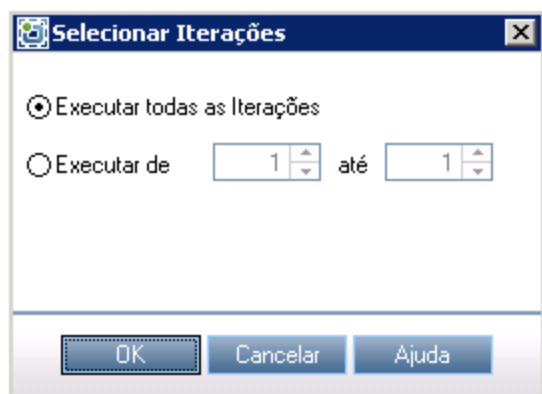 Selecionar Iterações
Executar todas as Iterações
Executar de 1 até 1
OK Cancelar Ajuda